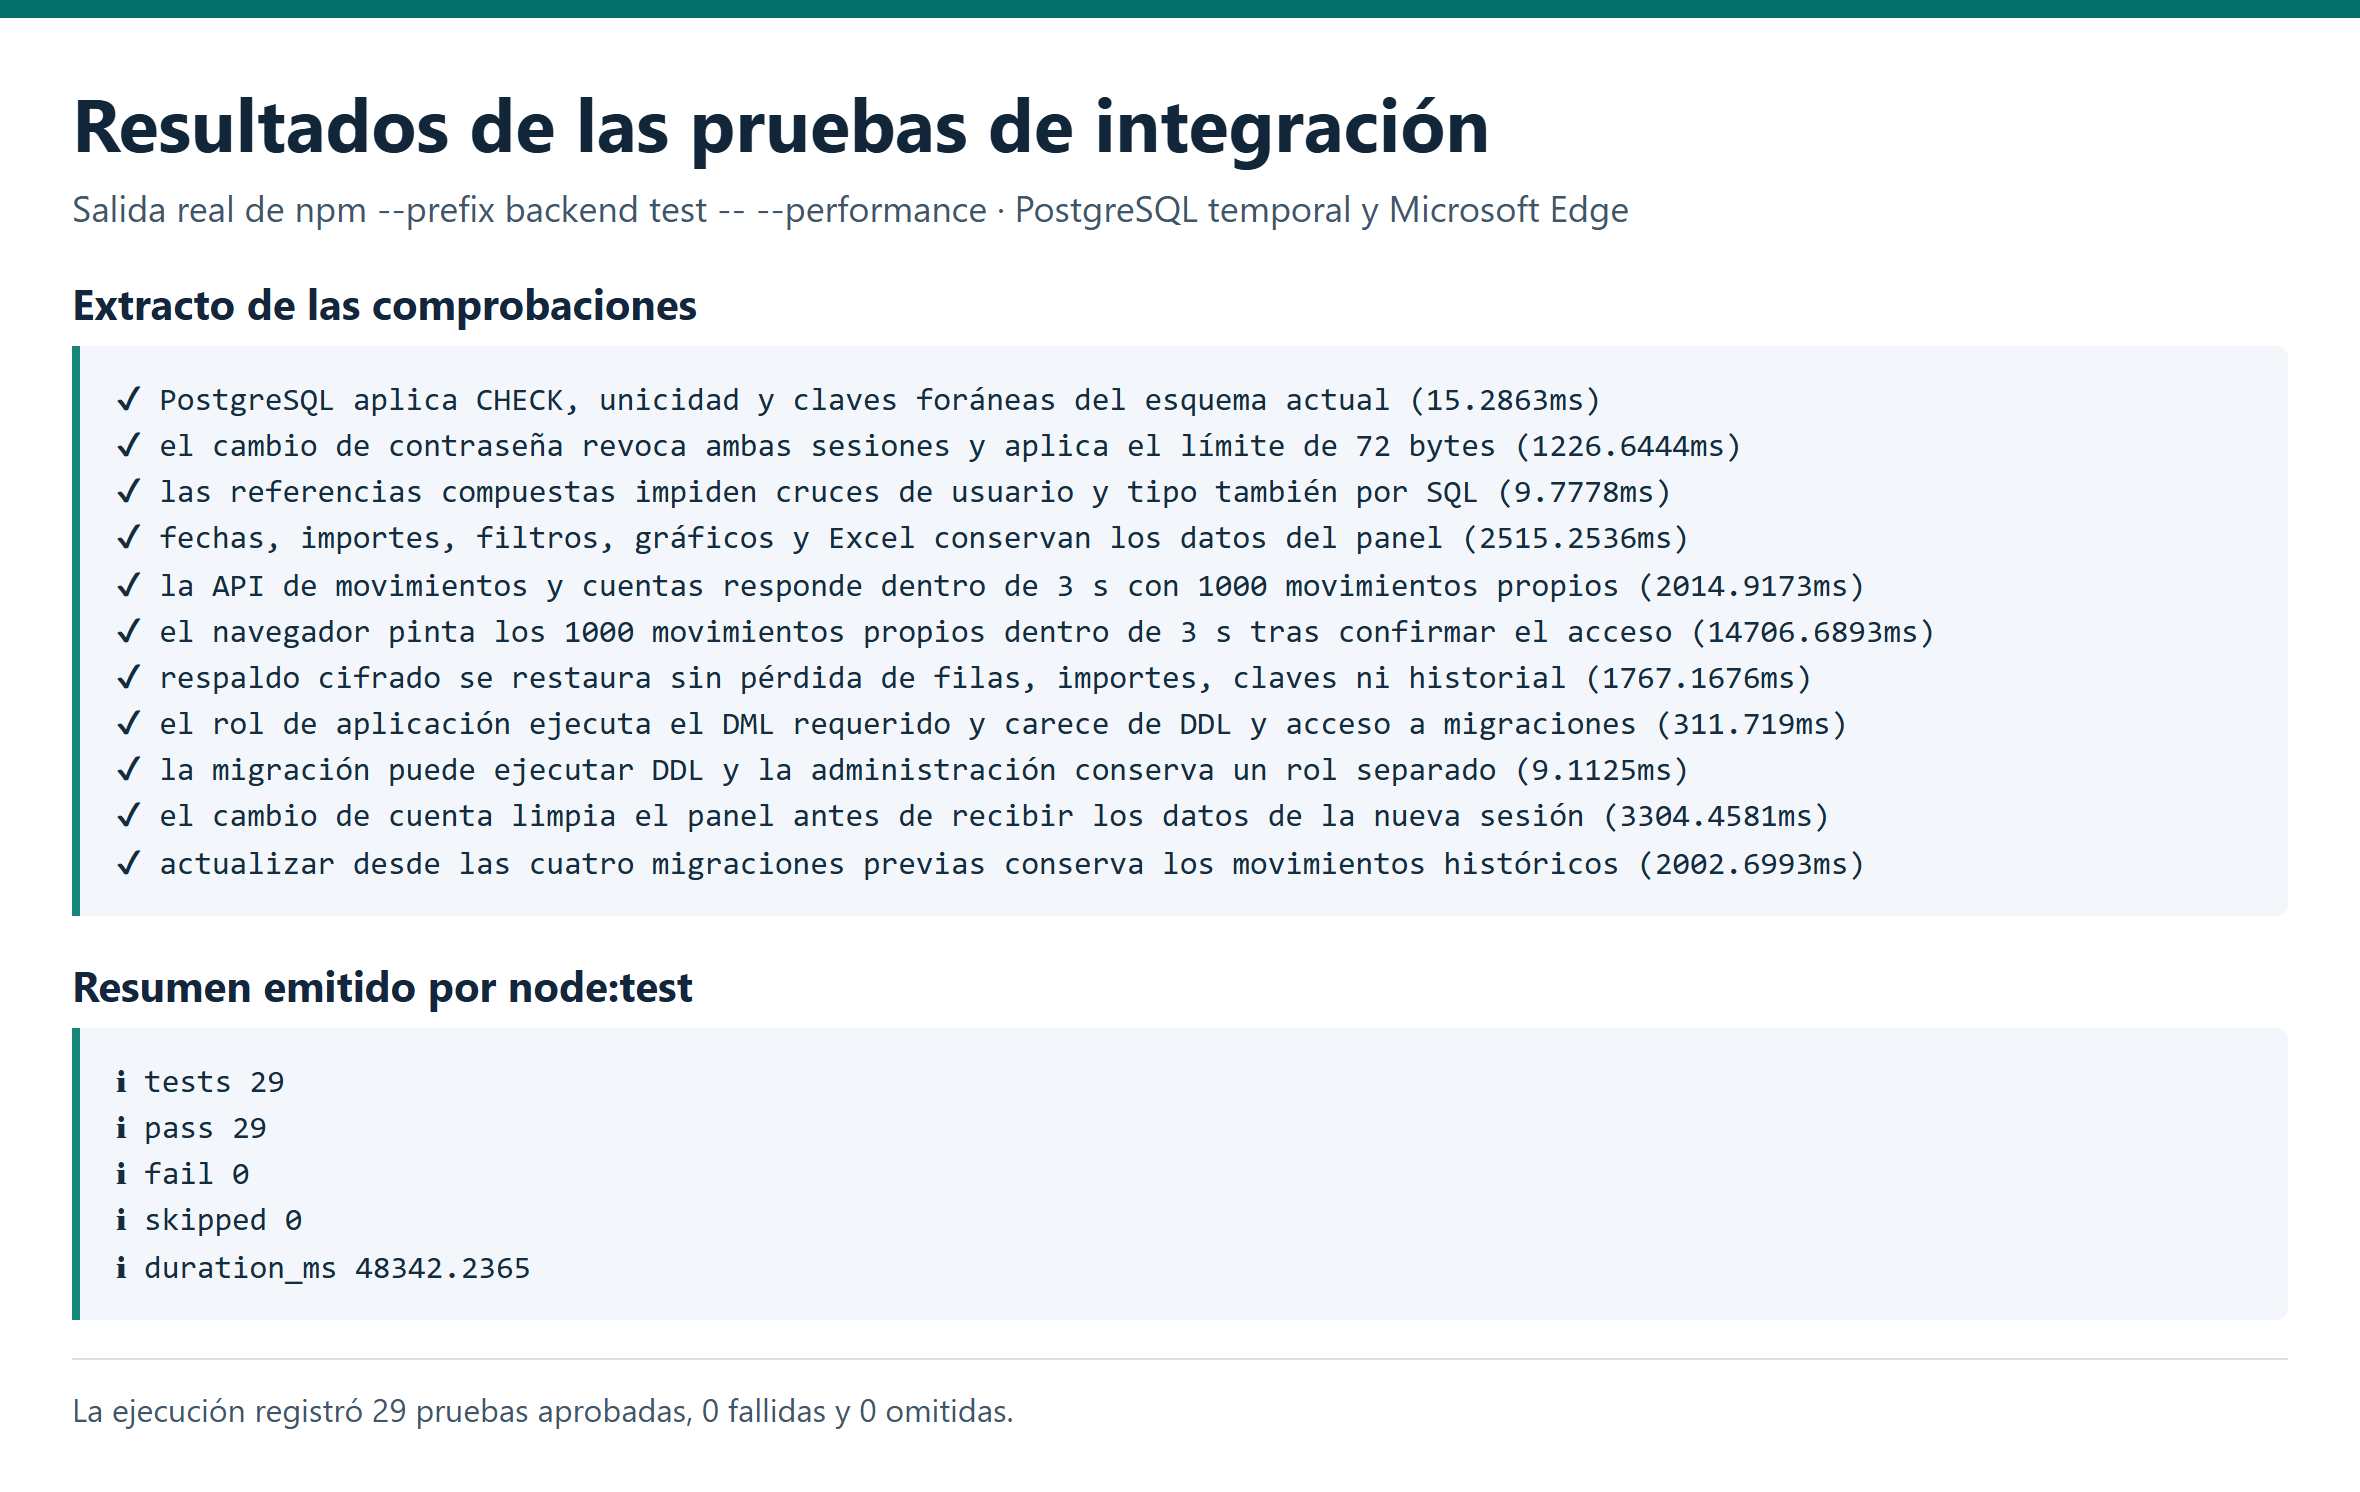 Resultados de las pruebas de integración
Salida real de npm --prefix backend test -- --performance · PostgreSQL temporal y Microsoft Edge
Extracto de las comprobaciones
✓ PostgreSQL aplica CHECK, unicidad y claves foráneas del esquema actual (15.2863ms)
✓ el cambio de contraseña revoca ambas sesiones y aplica el límite de 72 bytes (1226.6444ms)
✓ las referencias compuestas impiden cruces de usuario y tipo también por SQL (9.7778ms)
✓ fechas, importes, filtros, gráficos y Excel conservan los datos del panel (2515.2536ms)
✓ la API de movimientos y cuentas responde dentro de 3 s con 1000 movimientos propios (2014.9173ms)
✓ el navegador pinta los 1000 movimientos propios dentro de 3 s tras confirmar el acceso (14706.6893ms)
✓ respaldo cifrado se restaura sin pérdida de filas, importes, claves ni historial (1767.1676ms)
✓ el rol de aplicación ejecuta el DML requerido y carece de DDL y acceso a migraciones (311.719ms)
✓ la migración puede ejecutar DDL y la administración conserva un rol separado (9.1125ms)
✓ el cambio de cuenta limpia el panel antes de recibir los datos de la nueva sesión (3304.4581ms)
✓ actualizar desde las cuatro migraciones previas conserva los movimientos históricos (2002.6993ms)
Resumen emitido por node:test
ℹ tests 29
ℹ pass 29
ℹ fail 0
ℹ skipped 0
ℹ duration_ms 48342.2365
La ejecución registró 29 pruebas aprobadas, 0 fallidas y 0 omitidas.